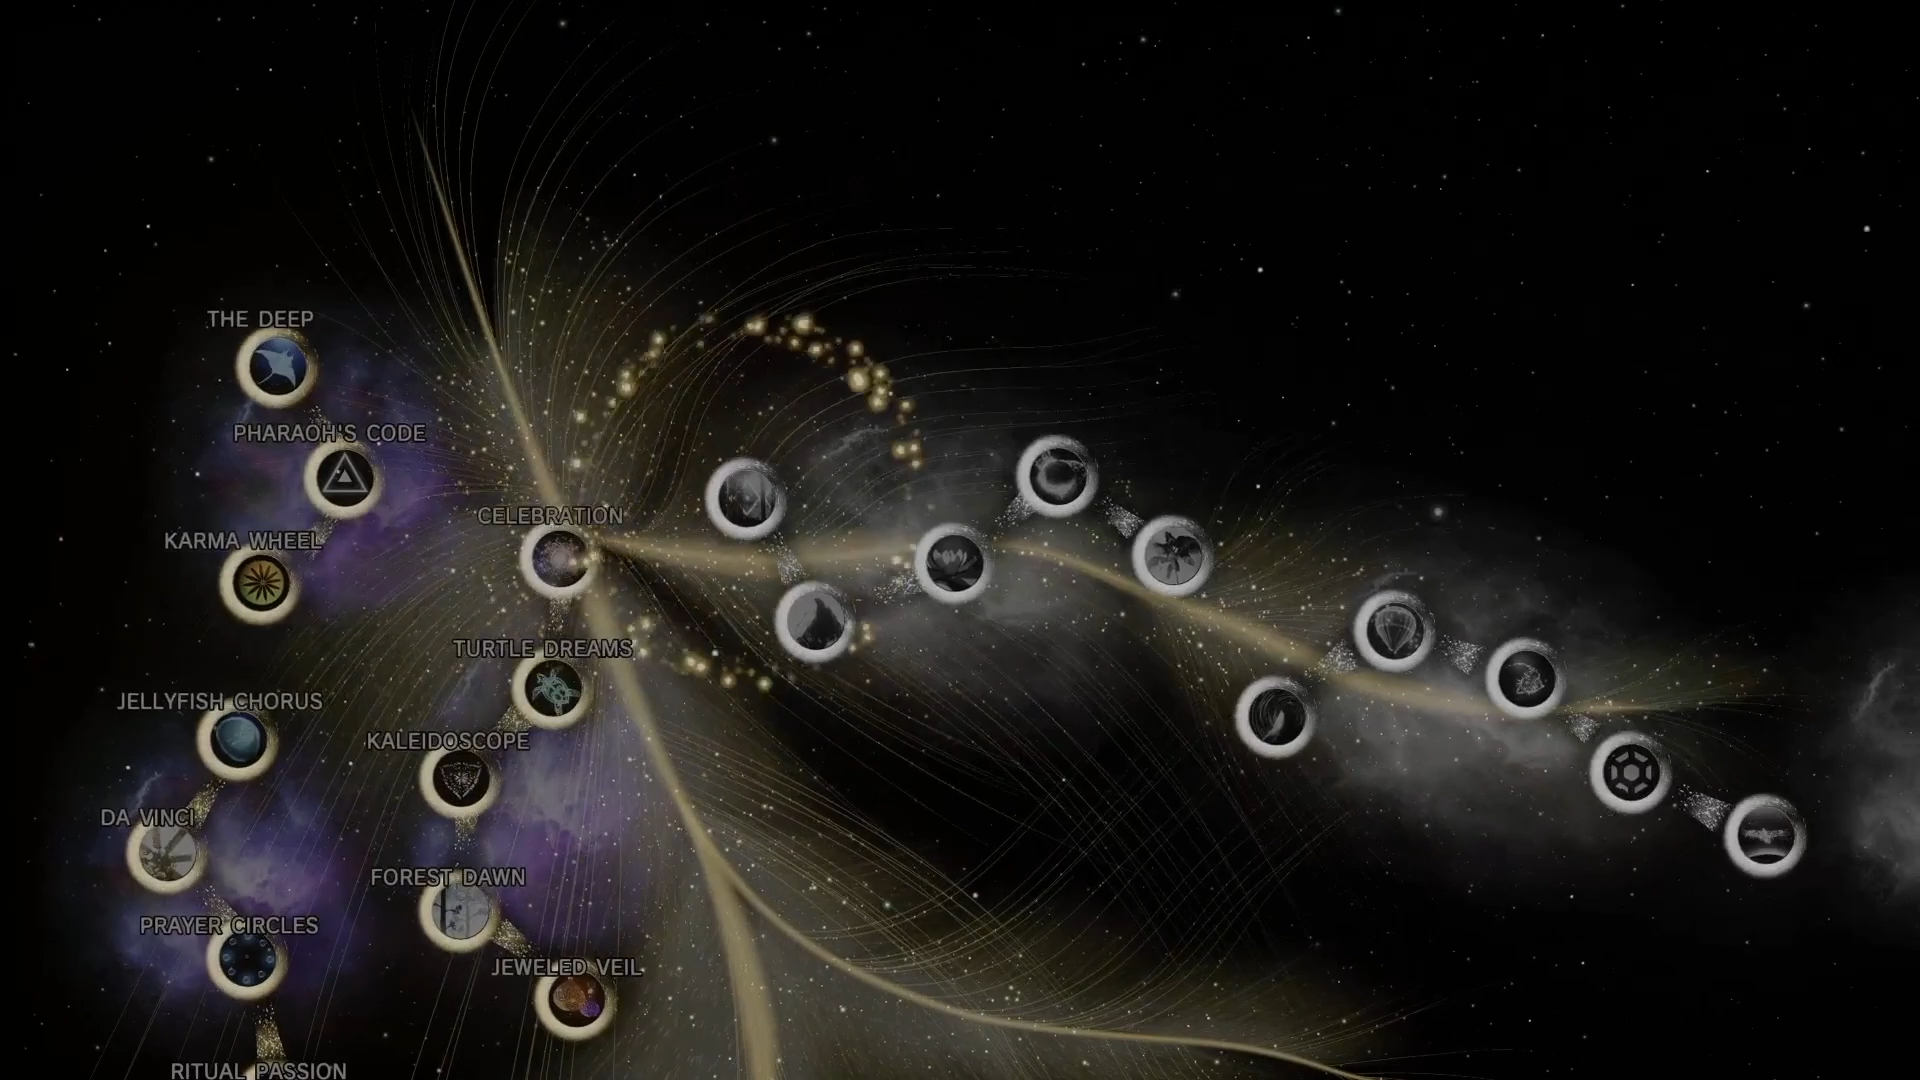 THE DEEP
PHARAOH'S CODE
CELEBRATION
KARMA WHEEL
TURTLE DREAMS
JELLYFISH CHORUS
KALEIDOSCOPE
DA VINCI
FOREST DAWN
PRAYER CIRCLES
JEWELED VEIL
RITUAL PASSION